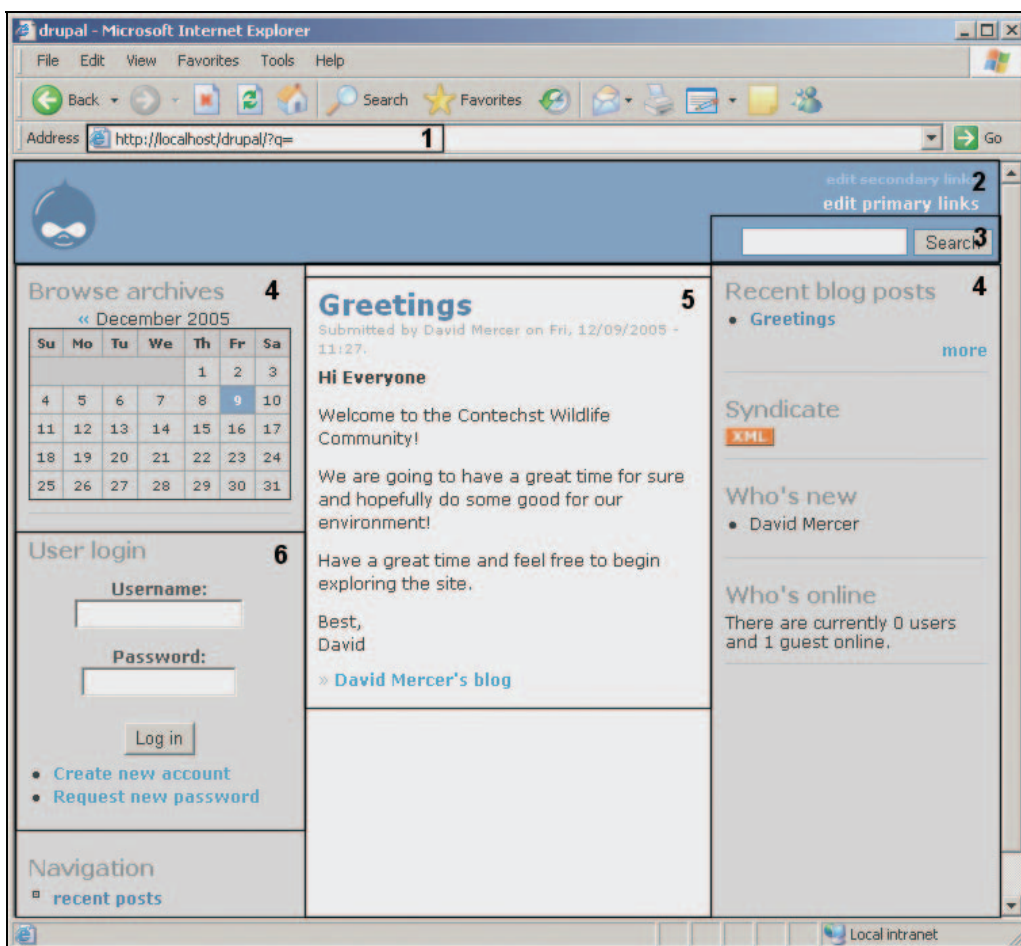 drupal - Microsoft Internet Explorer
File Edit View Favorites Tools Help
Back Search Favorites
Address http://localhost/drupal/?q= 1 Go
edit secondary links 2
edit primary links
Search 3
Browse archives 4
« December 2005
Su Mo Tu We Th Fr Sa
1 2 3
4 5 6 7 8 9 10
11 12 13 14 15 16 17
18 19 20 21 22 23 24
25 26 27 28 29 30 31
User login 6
Username:
Password:
Log in
• Create new account
• Request new password
Navigation
recent posts
Greetings 5
Submitted by David Mercer on Fri, 12/09/2005 -
11:27.
Hi Everyone
Welcome to the Contechst Wildlife
Community!
We are going to have a great time for sure
and hopefully do some good for our
environment!
Have a great time and feel free to begin
exploring the site.
Best,
David
» David Mercer's blog
Recent blog posts 4
• Greetings
more
Syndicate
XML
Who's new
• David Mercer
Who's online
There are currently 0 users
and 1 guest online.
Local intranet